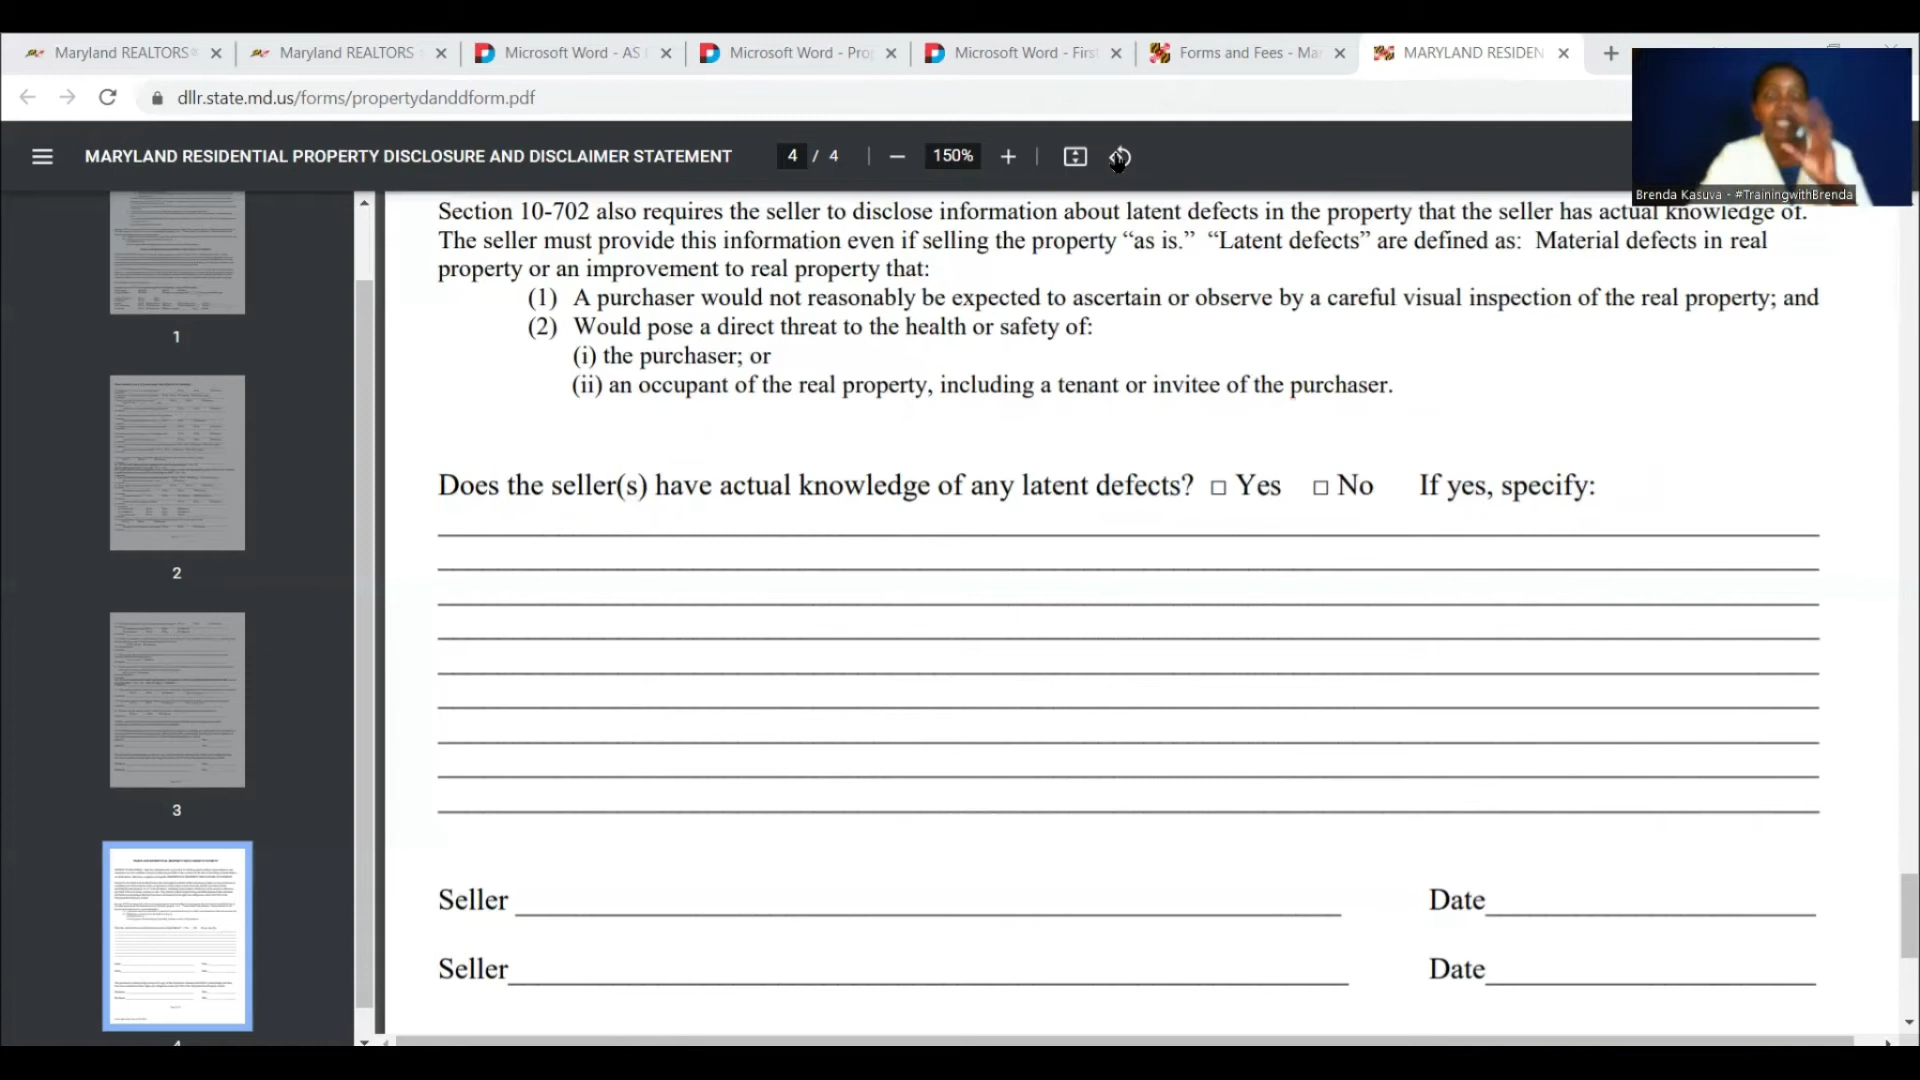 Maryland REALTORS®
Maryland REALTORS
Microsoft Word - AS
Microsoft Word - Prop
Microsoft Word - First
Forms and Fees - Mar
MARYLAND RESIDEN
dllr.state.md.us/forms/propertydanddform.pdf
MARYLAND RESIDENTIAL PROPERTY DISCLOSURE AND DISCLAIMER STATEMENT
4 / 4
150%
Brenda Kasuva - #TrainingwithBrenda
1
2
3
4
Section 10-702 also requires the seller to disclose information about latent defects in the property that the seller has actual knowledge of.
The seller must provide this information even if selling the property “as is.” “Latent defects” are defined as: Material defects in real
property or an improvement to real property that:
(1) A purchaser would not reasonably be expected to ascertain or observe by a careful visual inspection of the real property; and
(2) Would pose a direct threat to the health or safety of:
(i) the purchaser; or
(ii) an occupant of the real property, including a tenant or invitee of the purchaser.
Does the seller(s) have actual knowledge of any latent defects? □ Yes □ No If yes, specify:
Seller Date
Seller Date